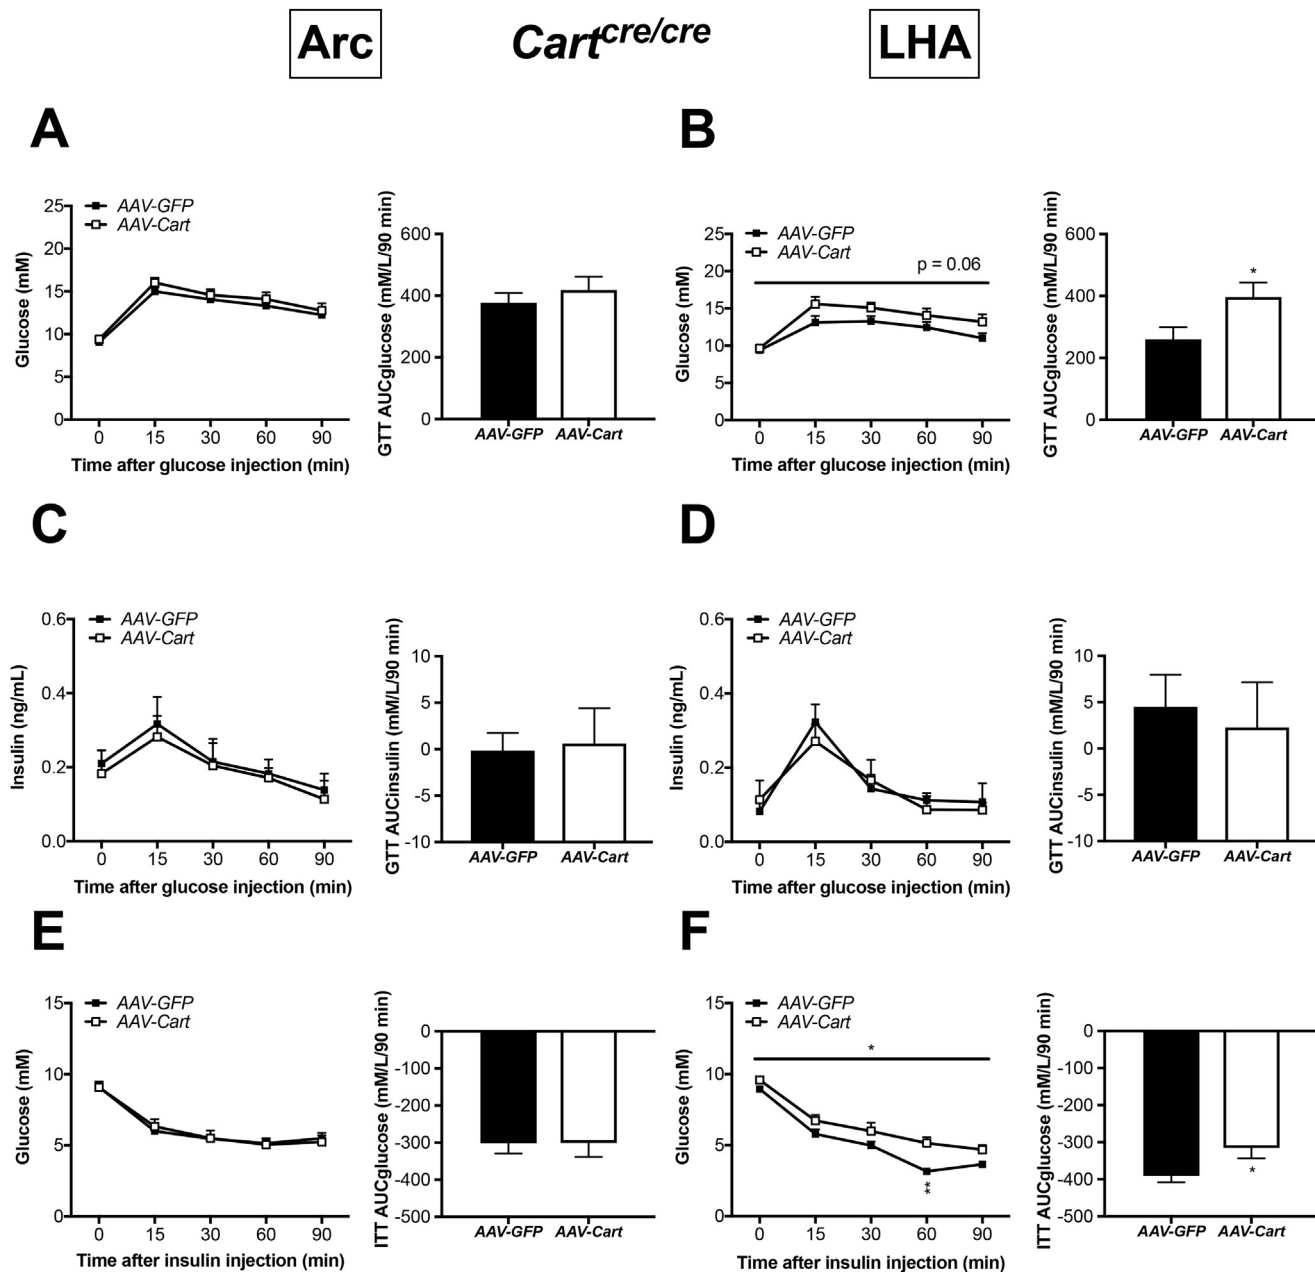 Arc
Cart^cre/cre
LHA
A
AAV-GFP
AAV-Cart
Glucose (mM)
25
20
15
10
5
0
0 15 30 60 90
Time after glucose injection (min)
GTT AUCglucose (mM/L/90 min)
600
400
200
0
AAV-GFP AAV-Cart
B
AAV-GFP
AAV-Cart
p = 0.06
Glucose (mM)
25
20
15
10
5
0
0 15 30 60 90
Time after glucose injection (min)
GTT AUCglucose (mM/L/90 min)
600
400
200
0
*
AAV-GFP AAV-Cart
C
AAV-GFP
AAV-Cart
Insulin (ng/mL)
0.6
0.4
0.2
0.0
0 15 30 60 90
Time after glucose injection (min)
GTT AUCinsulin (mM/L/90 min)
10
5
0
-5
-10
AAV-GFP AAV-Cart
D
AAV-GFP
AAV-Cart
Insulin (ng/mL)
0.6
0.4
0.2
0.0
0 15 30 60 90
Time after glucose injection (min)
GTT AUCinsulin (mM/L/90 min)
10
5
0
-5
-10
AAV-GFP AAV-Cart
E
AAV-GFP
AAV-Cart
Glucose (mM)
15
10
5
0
0 15 30 60 90
Time after insulin injection (min)
ITT AUCglucose (mM/L/90 min)
0
-100
-200
-300
-400
-500
AAV-GFP AAV-Cart
F
AAV-GFP
AAV-Cart
*
Glucose (mM)
15
10
5
0
**
0 15 30 60 90
Time after insulin injection (min)
ITT AUCglucose (mM/L/90 min)
0
-100
-200
-300
-400
-500
*
AAV-GFP AAV-Cart